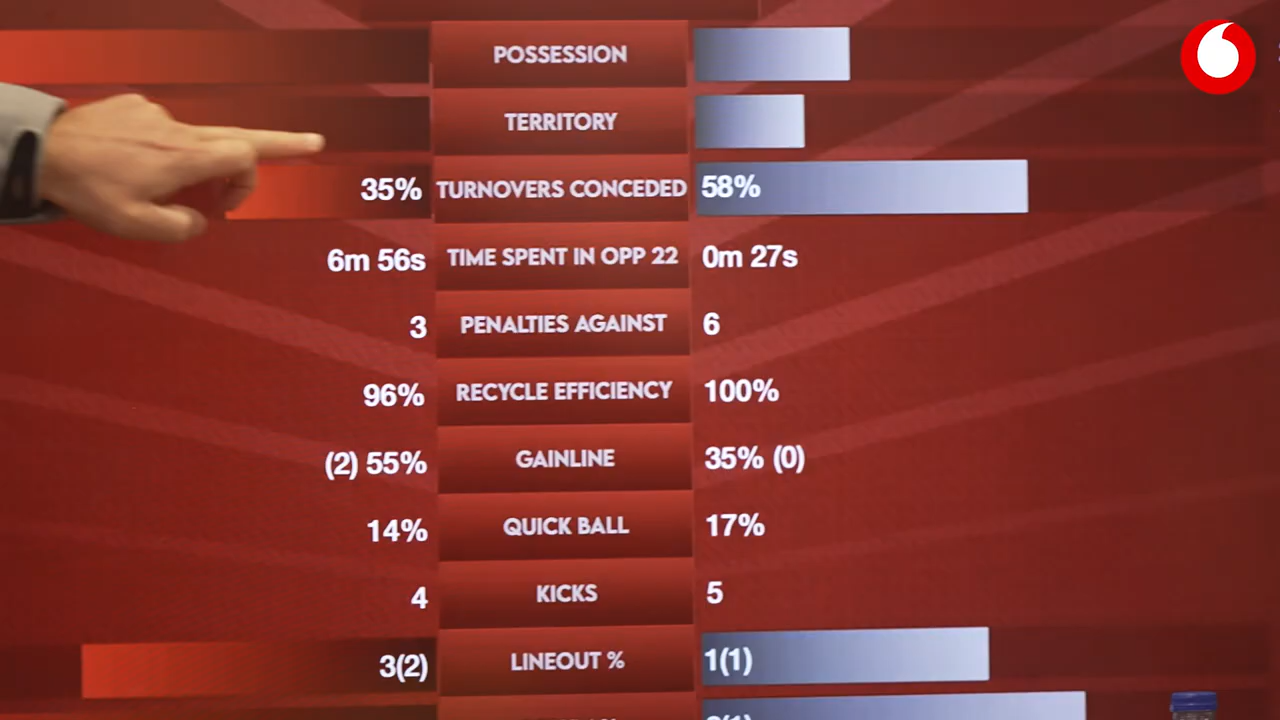 POSSESSION
TERRITORY
35% TURNOVERS CONCEDED 58%
6m 56s TIME SPENT IN OPP 22 0m 27s
3 PENALTIES AGAINST 6
96% RECYCLE EFFICIENCY 100%
(2) 55% GAINLINE 35% (0)
14% QUICK BALL 17%
4 KICKS 5
3(2) LINEOUT % 1(1)